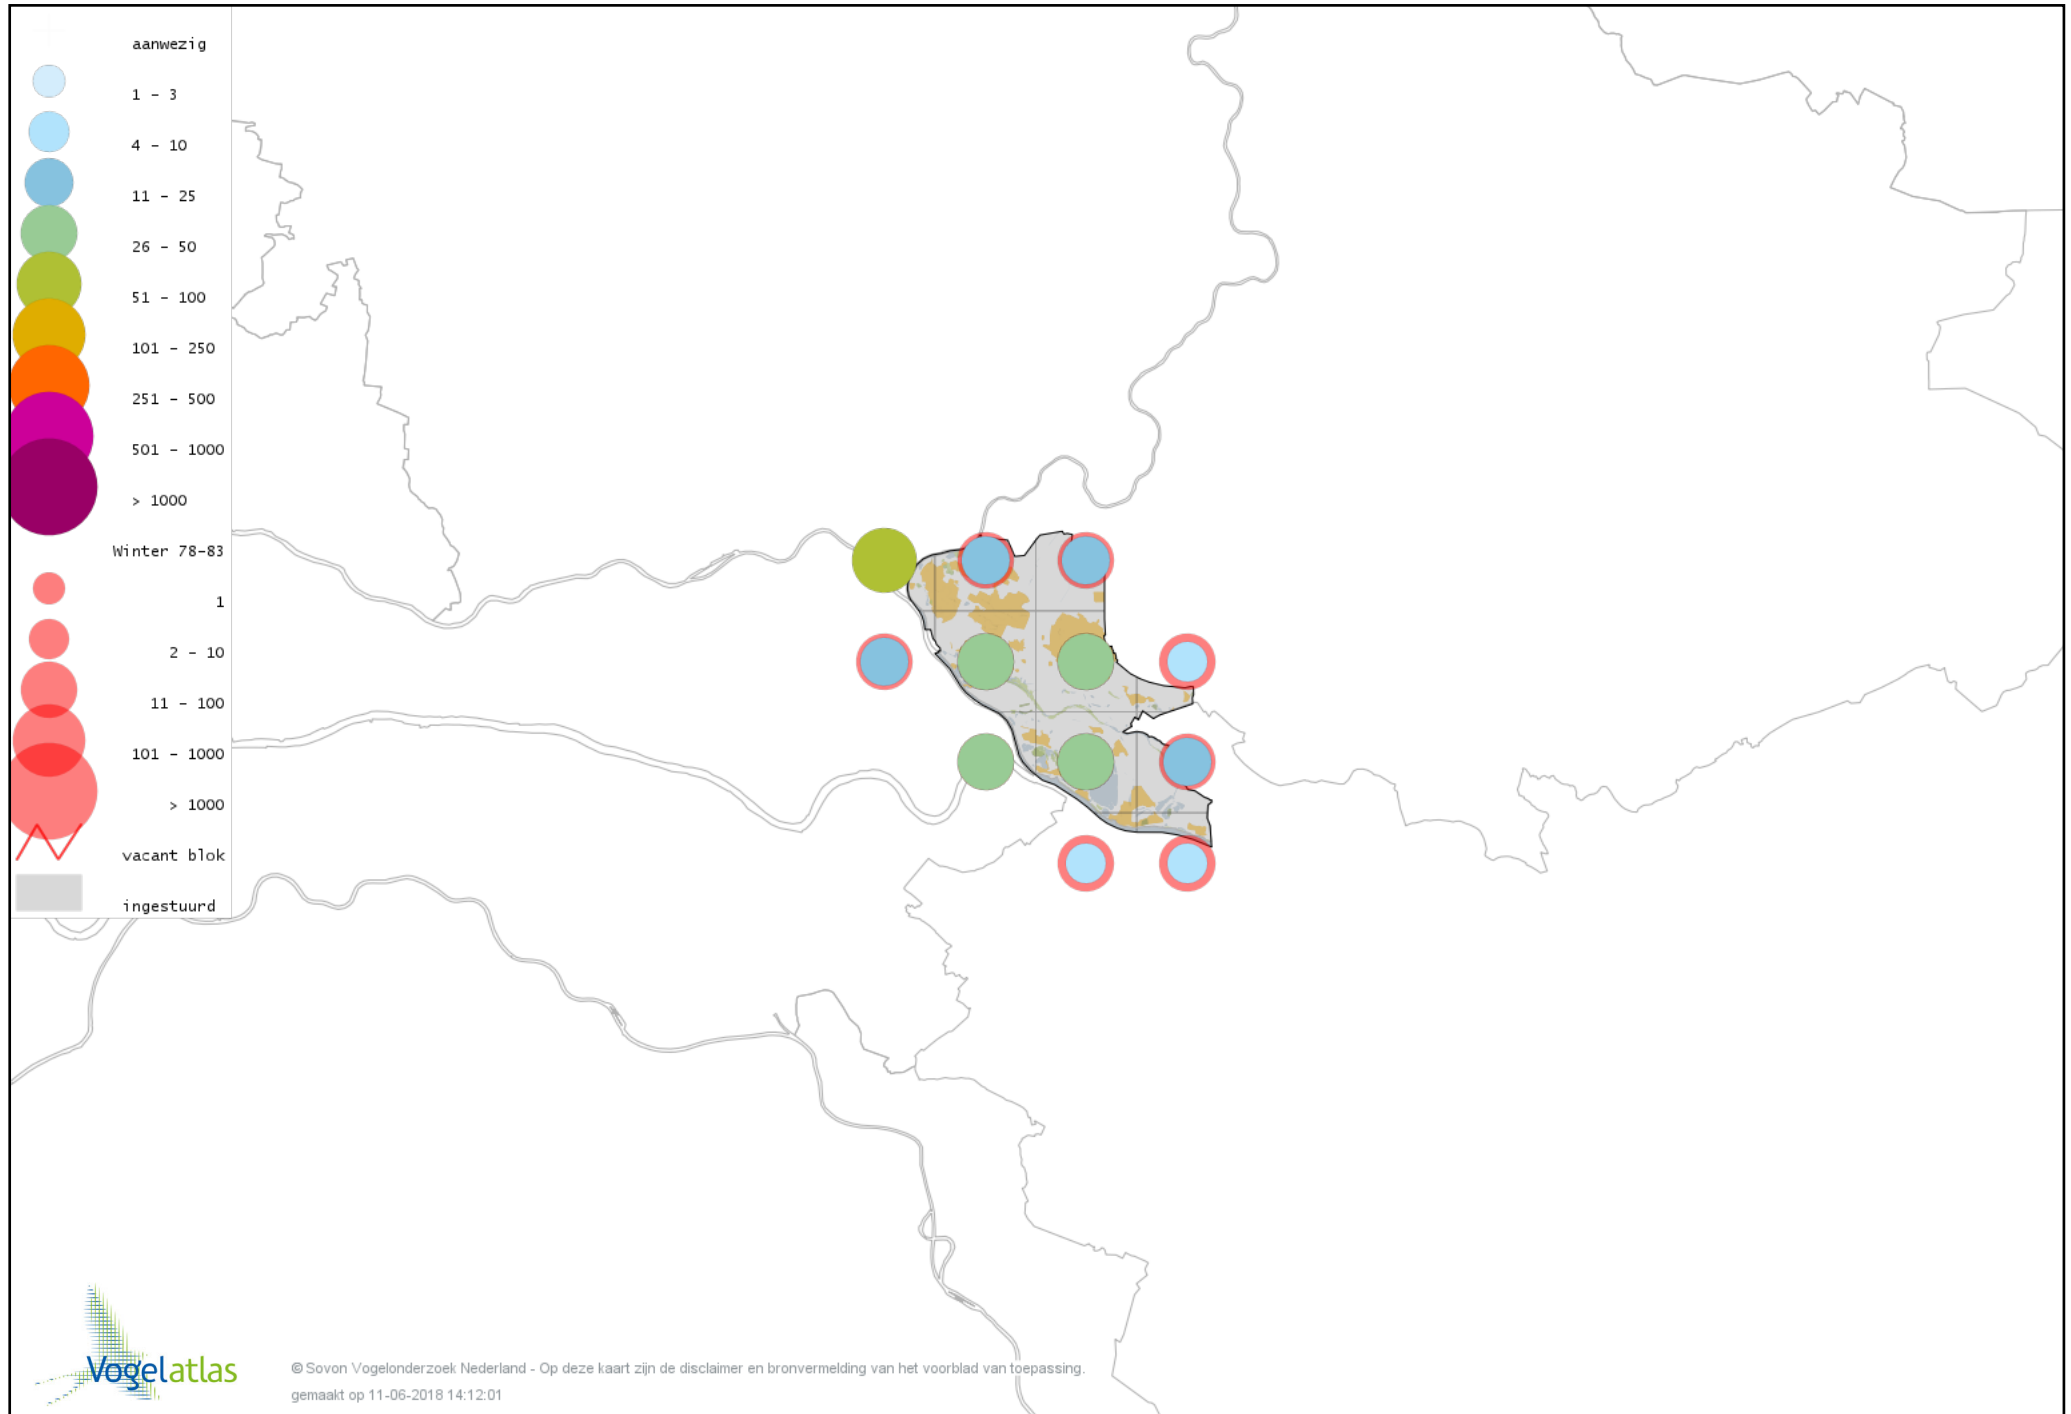 aanwezig
1 - 3
4 - 10
11 - 25
26 - 50
51 - 100
101 - 250
251 - 500
501 - 1000
> 1000
Winter 78-83
1
2 - 10
11 - 100
101 - 1000
> 1000
vacant blok
ingestuurd
Vogelatlas
© Sovon Vogelonderzoek Nederland - Op deze kaart zijn de disclaimer en bronvermelding van het voorblad van toepassing.
gemaakt op 11-06-2018 14:12:01